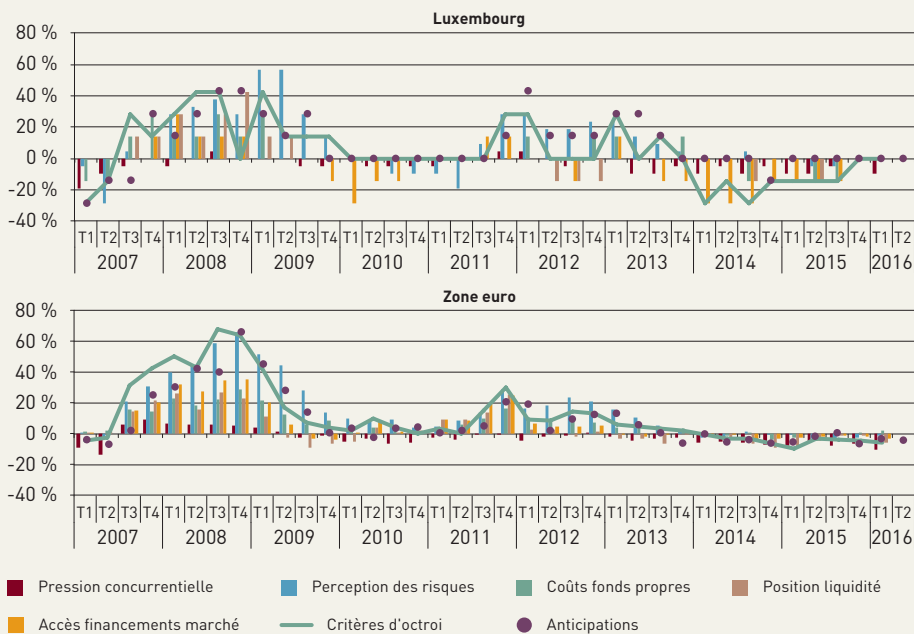 Luxembourg
80 %
60 %
40 %
20 %
0 %
-20 %
-40 %
T1 T2 T3 T4 T1 T2 T3 T4 T1 T2 T3 T4 T1 T2 T3 T4 T1 T2 T3 T4 T1 T2 T3 T4 T1 T2 T3 T4 T1 T2 T3 T4 T1 T2 T3 T4 T1 T2
2007 2008 2009 2010 2011 2012 2013 2014 2015 2016
Zone euro
80 %
60 %
40 %
20 %
0 %
-20 %
-40 %
T1 T2 T3 T4 T1 T2 T3 T4 T1 T2 T3 T4 T1 T2 T3 T4 T1 T2 T3 T4 T1 T2 T3 T4 T1 T2 T3 T4 T1 T2 T3 T4 T1 T2 T3 T4 T1 T2
2007 2008 2009 2010 2011 2012 2013 2014 2015 2016
Pression concurrentielle Perception des risques Coûts fonds propres Position liquidité
Accès financements marché Critères d'octroi Anticipations